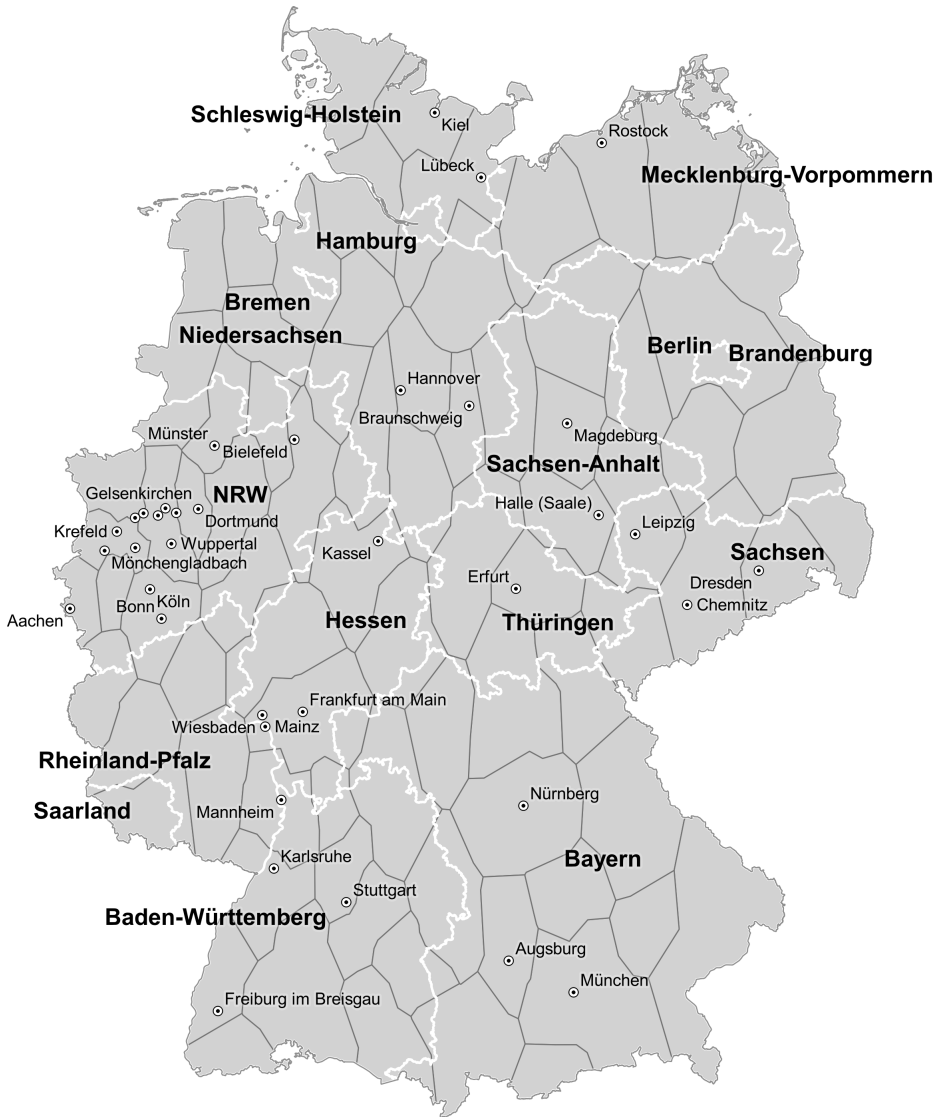 Schleswig-Holstein
Kiel
Rostock
Lübeck
Mecklenburg-Vorpommern
Hamburg
Bremen
Niedersachsen
Berlin
Brandenburg
Hannover
Braunschweig
Münster
Bielefeld
Magdeburg
Sachsen-Anhalt
Gelsenkirchen
NRW
Halle (Saale)
Dortmund
Leipzig
Krefeld
Wuppertal
Kassel
Sachsen
Mönchengladbach
Erfurt
Dresden
Bonn
Köln
Chemnitz
Aachen
Hessen
Thüringen
Frankfurt am Main
Wiesbaden
Mainz
Rheinland-Pfalz
Nürnberg
Saarland
Mannheim
Karlsruhe
Bayern
Stuttgart
Baden-Württemberg
Augsburg
München
Freiburg im Breisgau